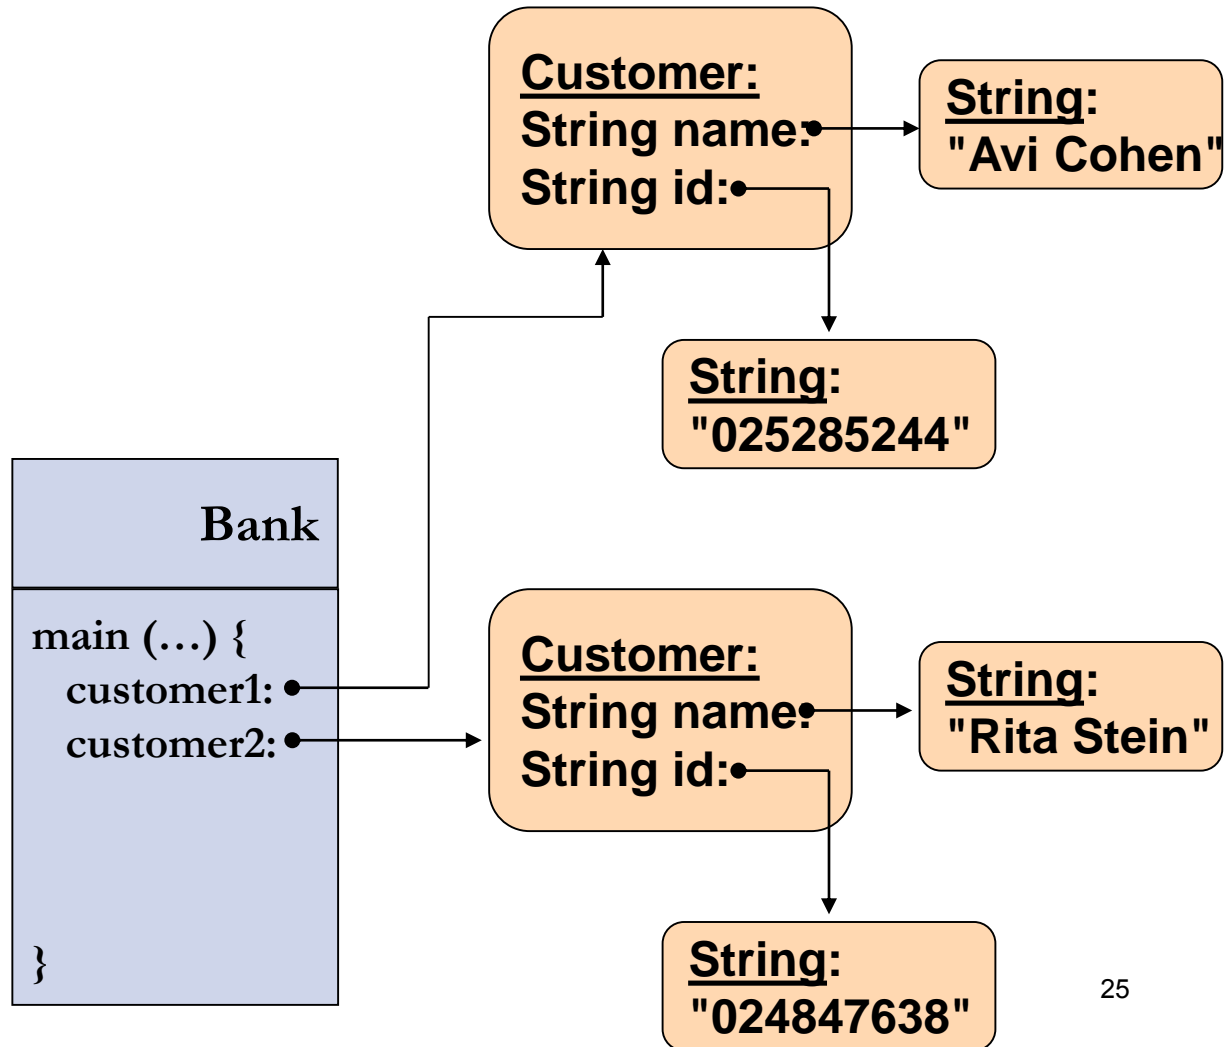 Customer:
String name:
String id:
String:
"Avi Cohen"
String:
"025285244"
Bank
main (…) {
customer1:
customer2:
}
Customer:
String name:
String id:
String:
"Rita Stein"
String:
"024847638"
25